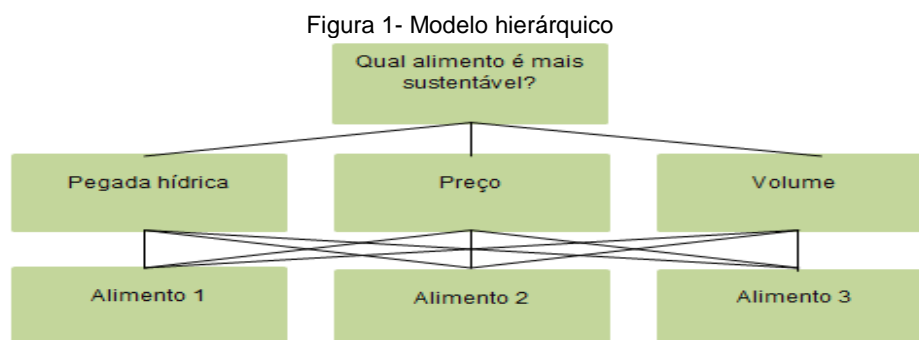 Figura 1- Modelo hierárquico
Qual alimento é mais
sustentável?
Pegada hídrica
Preço
Volume
Alimento 1
Alimento 2
Alimento 3